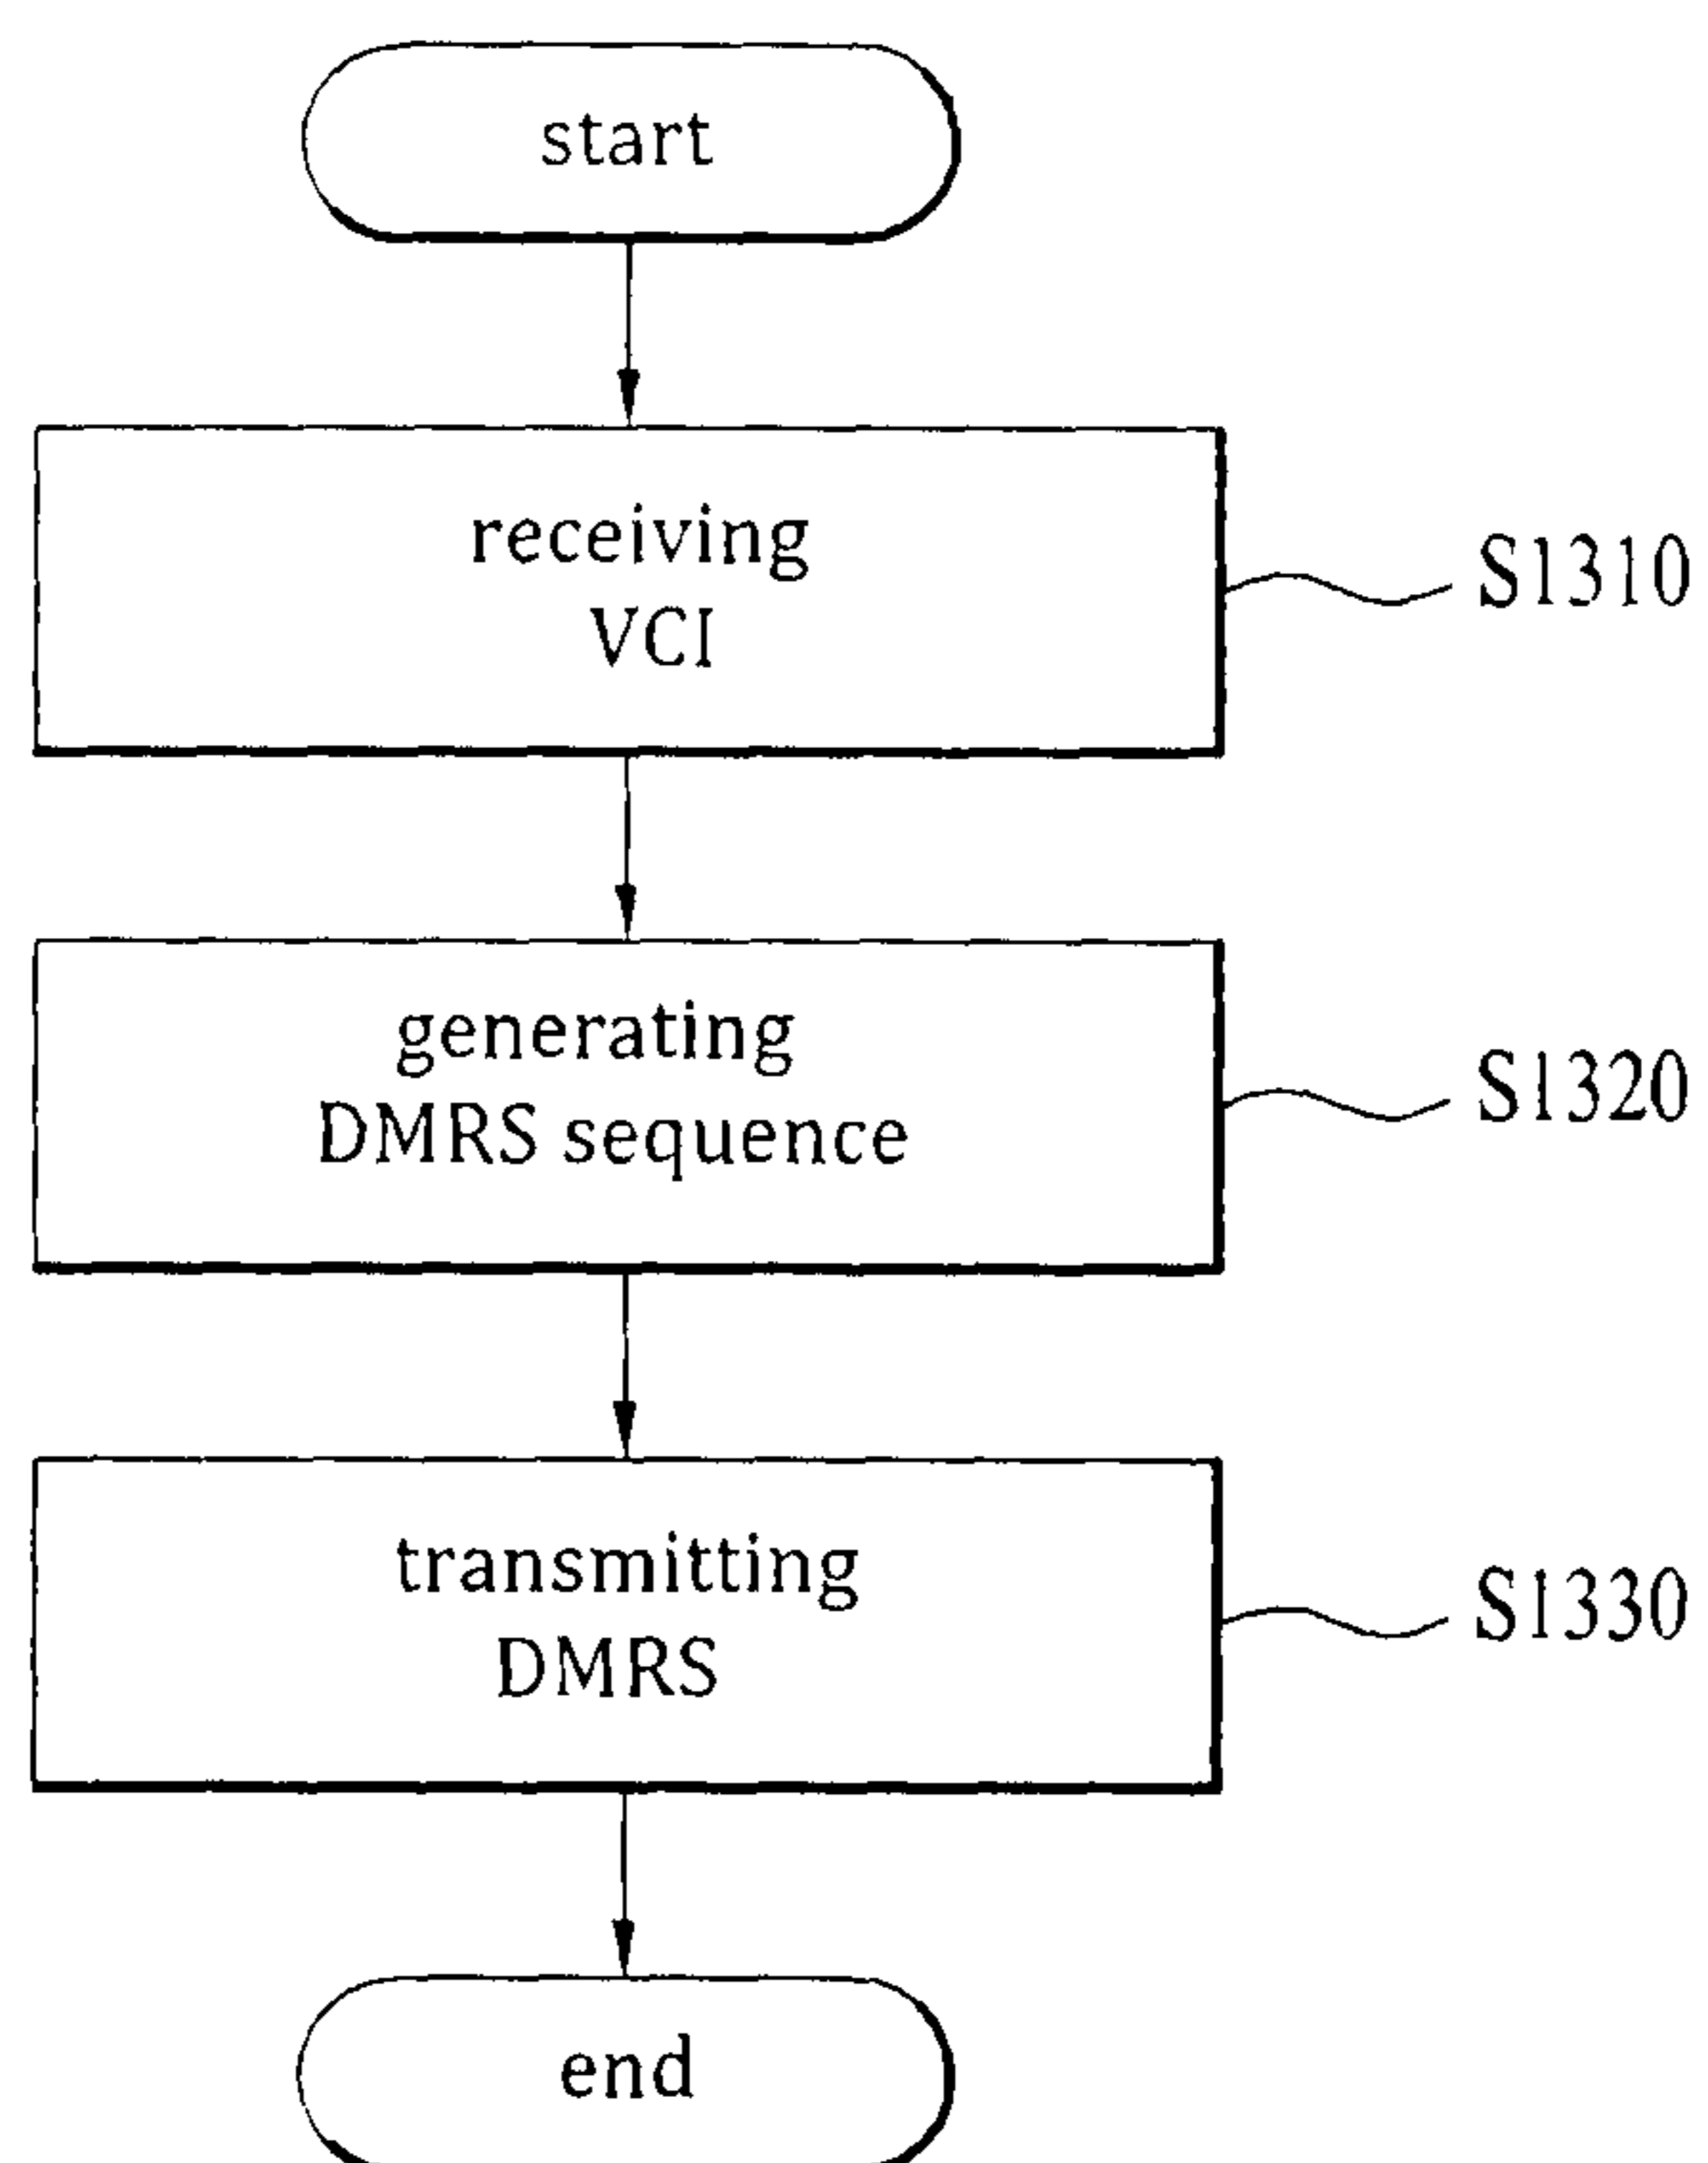 start
receiving
VCI
S1310
generating
DMRS sequence
S1320
transmitting
DMRS
S1330
end